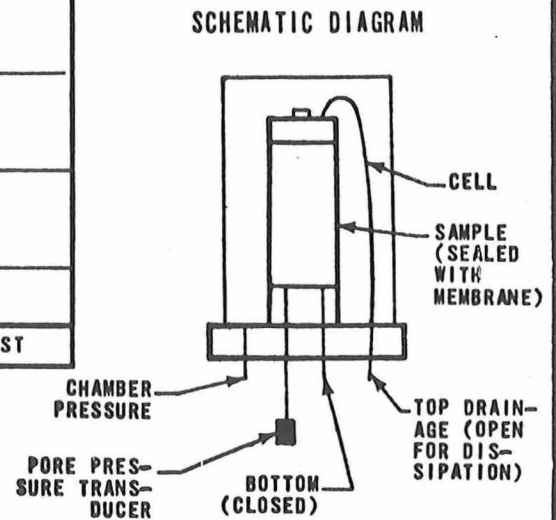 SCHEMATIC DIAGRAM
CELL
SAMPLE
(SEALED
WITH
MEMBRANE)
ST
CHAMBER
PRESSURE
TOP DRAIN-
AGE (OPEN
FOR DIS-
SIPATION)
PORE PRES-
SURE TRANS-
DUCER
BOTTOM
(CLOSED)